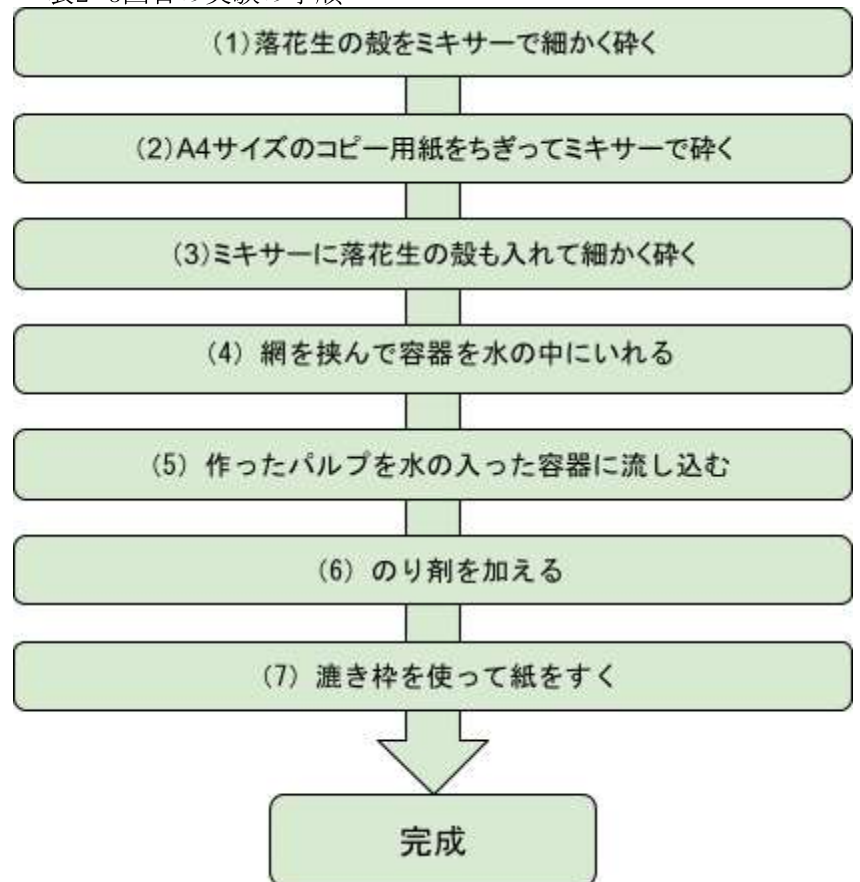 (1)落花生の殻をミキサーで細かく砕く
(2)A4サイズのコピー用紙をちぎってミキサーで砕く
(3)ミキサーに落花生の殻も入れて細かく砕く
(4) 網を挟んで容器を水の中にいれる
(5) 作ったパルプを水の入った容器に流し込む
(6) のり剤を加える
(7) 漉き枠を使って紙をすく
完成